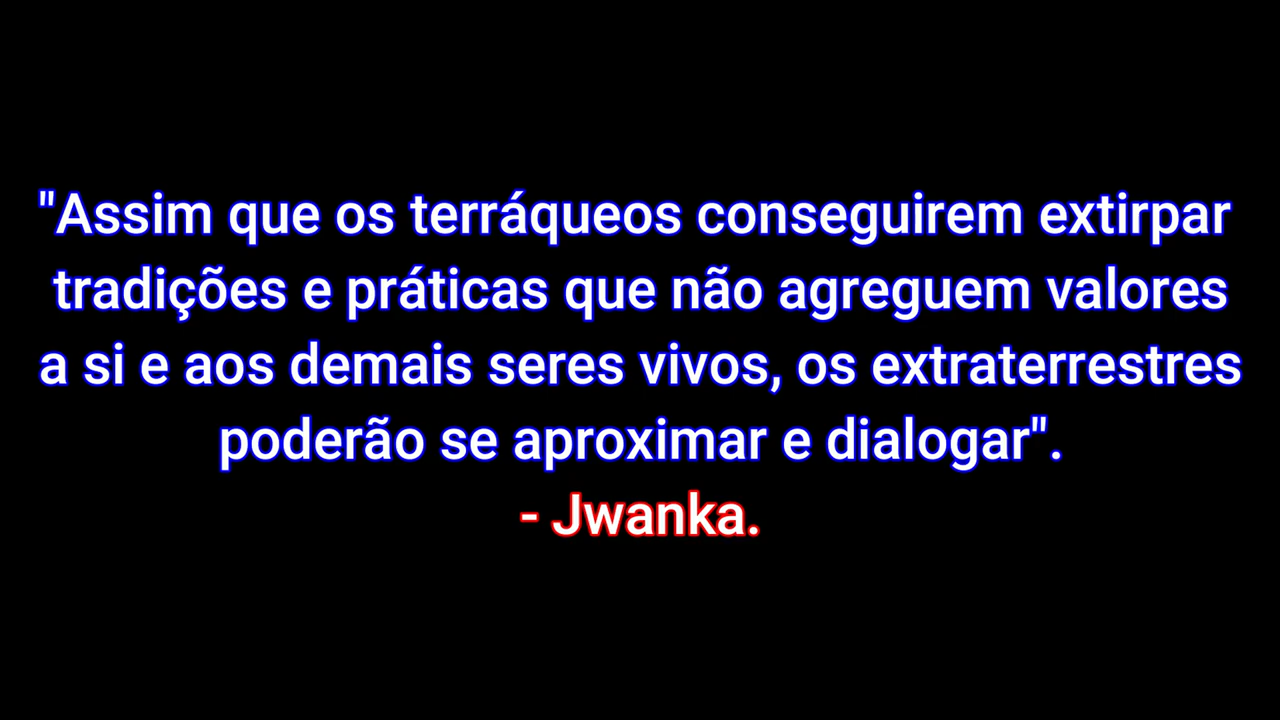 "Assim que os terráqueos conseguirem extirpar
tradições e práticas que não agreguem valores
a si e aos demais seres vivos, os extraterrestres
poderão se aproximar e dialogar".
- Jwanka.